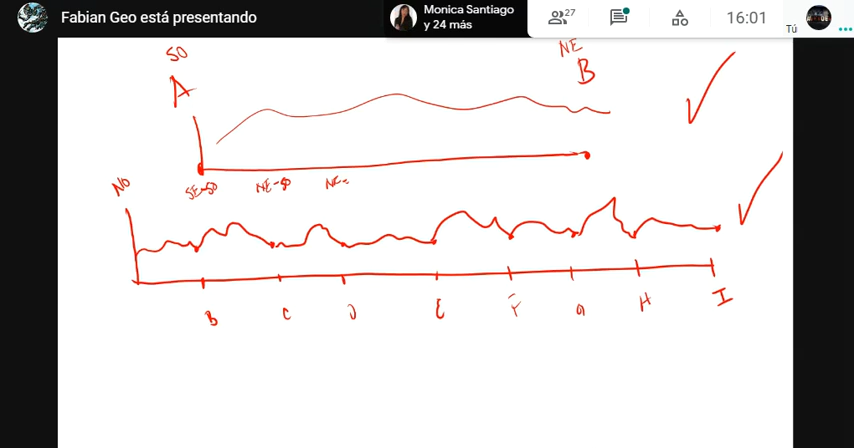 Fabian Geo está presentando
Monica Santiago
y 24 más
27
16:01
Tú
SO
NE
A
B
SE-SO
NE-SO
NE-
NO
B C D E F G H I